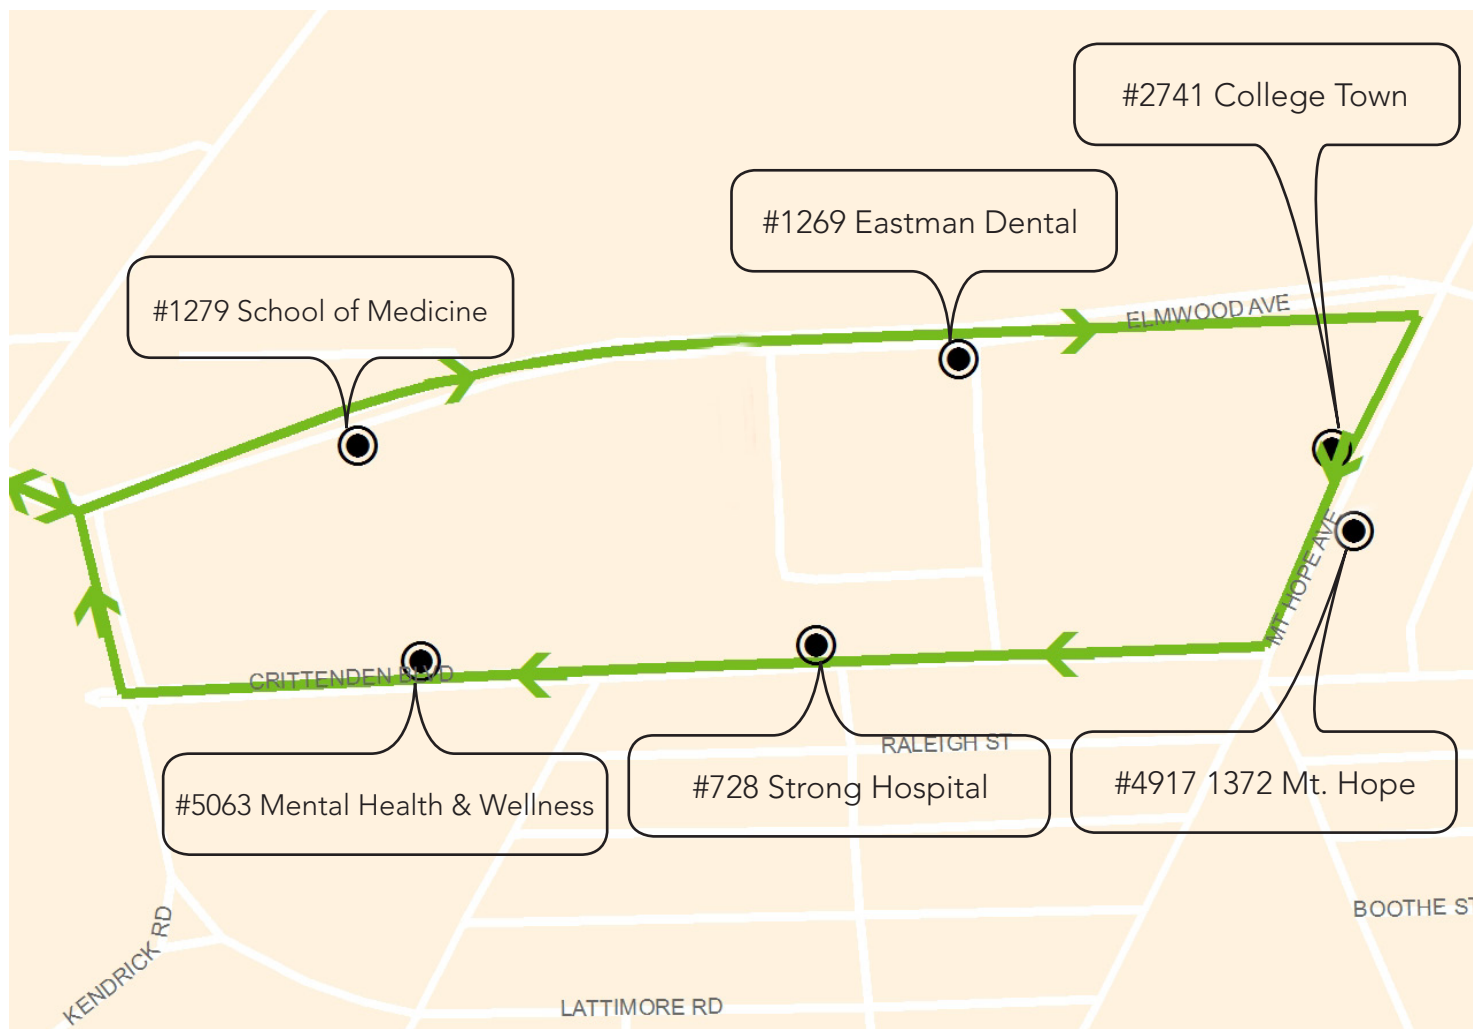 #2741 College Town
#1269 Eastman Dental
#1279 School of Medicine
ELMWOOD AVE
MT HOPE AVE
CRITTENDEN BLVD
RALEIGH ST
#728 Strong Hospital
#4917 1372 Mt. Hope
#5063 Mental Health & Wellness
BOOTHE ST
KENDRICK RD
LATTIMORE RD